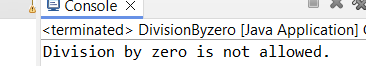 Console
<terminated> DivisionByzero [Java Application]
Division by zero is not allowed.